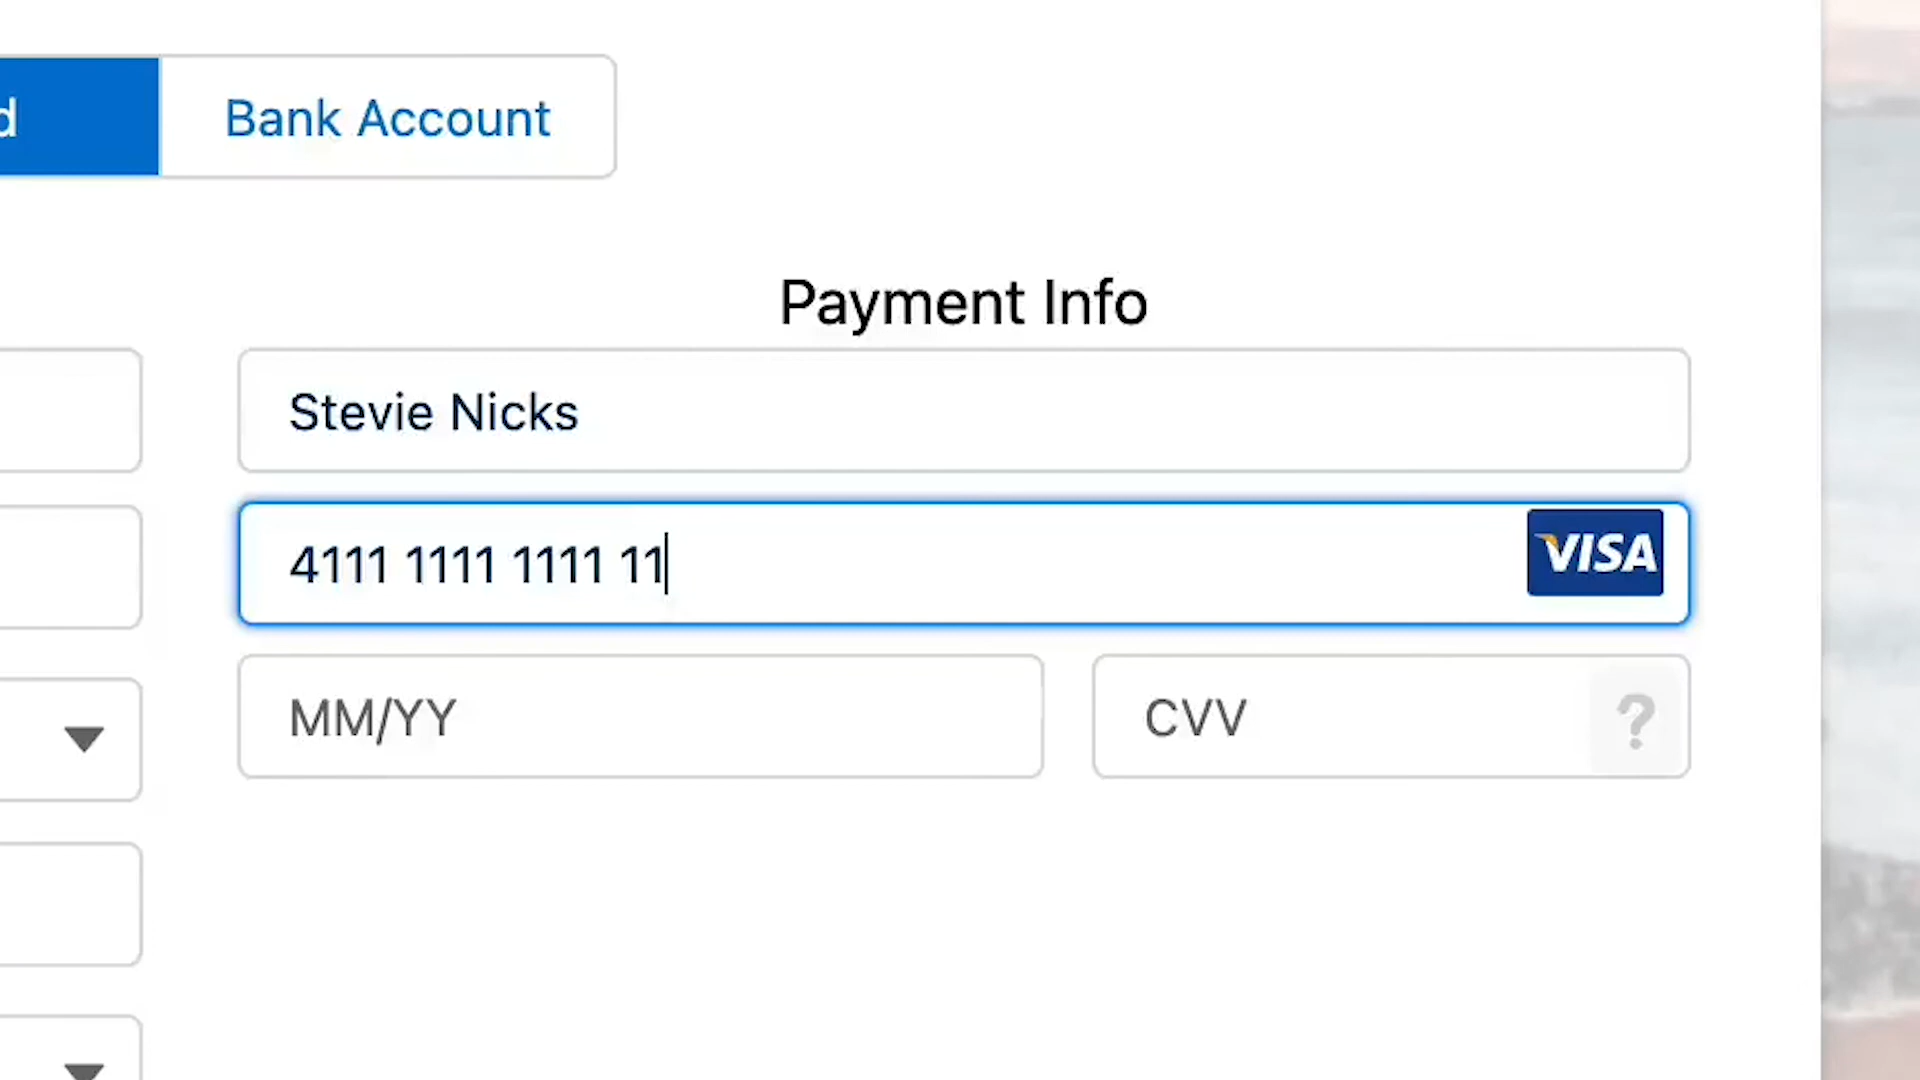 d
Bank Account
Payment Info
Stevie Nicks
4111 1111 1111 11
VISA
MM/YY
CVV
?